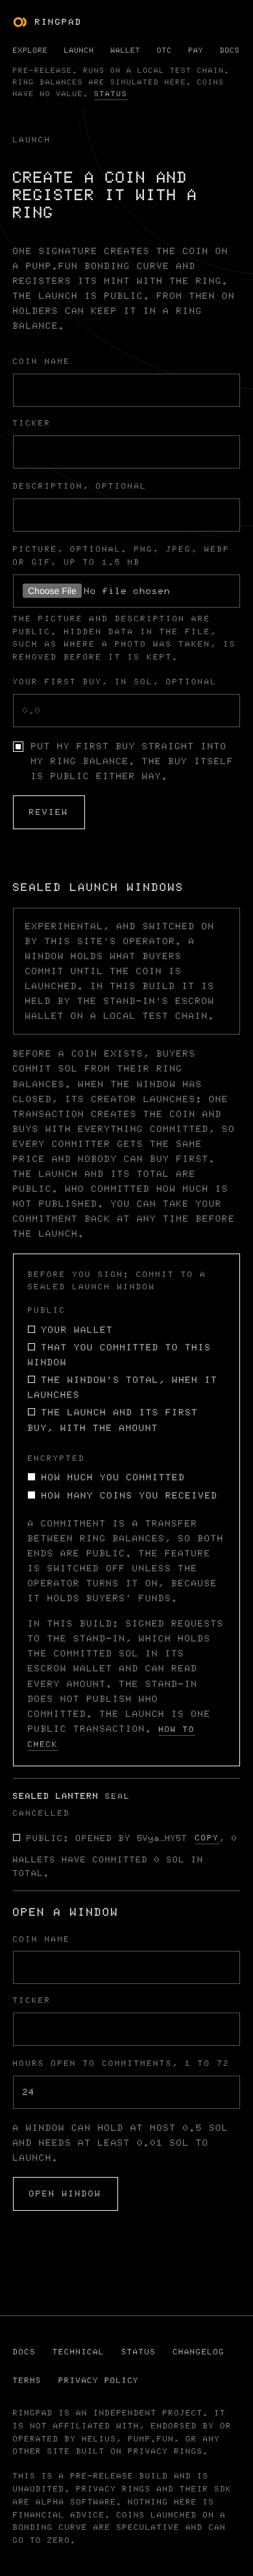 RINGPAD
EXPLORE LAUNCH WALLET OTC PAY DOCS
PRE-RELEASE. RUNS ON A LOCAL TEST CHAIN.
RING BALANCES ARE SIMULATED HERE. COINS
HAVE NO VALUE. STATUS
LAUNCH
CREATE A COIN AND
REGISTER IT WITH A
RING
ONE SIGNATURE CREATES THE COIN ON
A PUMP.FUN BONDING CURVE AND
REGISTERS ITS MINT WITH THE RING.
THE LAUNCH IS PUBLIC. FROM THEN ON
HOLDERS CAN KEEP IT IN A RING
BALANCE.
COIN NAME
TICKER
DESCRIPTION, OPTIONAL
PICTURE, OPTIONAL. PNG, JPEG, WEBP
OR GIF, UP TO 1.5 MB
Choose File No file chosen
THE PICTURE AND DESCRIPTION ARE
PUBLIC. HIDDEN DATA IN THE FILE,
SUCH AS WHERE A PHOTO WAS TAKEN, IS
REMOVED BEFORE IT IS KEPT.
YOUR FIRST BUY, IN SOL, OPTIONAL
0.0
PUT MY FIRST BUY STRAIGHT INTO
MY RING BALANCE. THE BUY ITSELF
IS PUBLIC EITHER WAY.
REVIEW
SEALED LAUNCH WINDOWS
EXPERIMENTAL, AND SWITCHED ON
BY THIS SITE'S OPERATOR. A
WINDOW HOLDS WHAT BUYERS
COMMIT UNTIL THE COIN IS
LAUNCHED. IN THIS BUILD IT IS
HELD BY THE STAND-IN'S ESCROW
WALLET ON A LOCAL TEST CHAIN.
BEFORE A COIN EXISTS, BUYERS
COMMIT SOL FROM THEIR RING
BALANCES. WHEN THE WINDOW HAS
CLOSED, ITS CREATOR LAUNCHES: ONE
TRANSACTION CREATES THE COIN AND
BUYS WITH EVERYTHING COMMITTED, SO
EVERY COMMITTER GETS THE SAME
PRICE AND NOBODY CAN BUY FIRST.
THE LAUNCH AND ITS TOTAL ARE
PUBLIC. WHO COMMITTED HOW MUCH IS
NOT PUBLISHED. YOU CAN TAKE YOUR
COMMITMENT BACK AT ANY TIME BEFORE
THE LAUNCH.
BEFORE YOU SIGN: COMMIT TO A
SEALED LAUNCH WINDOW
PUBLIC
YOUR WALLET
THAT YOU COMMITTED TO THIS
WINDOW
THE WINDOW'S TOTAL, WHEN IT
LAUNCHES
THE LAUNCH AND ITS FIRST
BUY, WITH THE AMOUNT
ENCRYPTED
HOW MUCH YOU COMMITTED
HOW MANY COINS YOU RECEIVED
A COMMITMENT IS A TRANSFER
BETWEEN RING BALANCES, SO BOTH
ENDS ARE PUBLIC. THE FEATURE
IS SWITCHED OFF UNLESS THE
OPERATOR TURNS IT ON, BECAUSE
IT HOLDS BUYERS' FUNDS.
IN THIS BUILD: SIGNED REQUESTS
TO THE STAND-IN, WHICH HOLDS
THE COMMITTED SOL IN ITS
ESCROW WALLET AND CAN READ
EVERY AMOUNT. THE STAND-IN
DOES NOT PUBLISH WHO
COMMITTED. THE LAUNCH IS ONE
PUBLIC TRANSACTION. HOW TO
CHECK
SEALED LANTERN SEAL
CANCELLED
PUBLIC: OPENED BY 5Wya…MY5T COPY, 0
WALLETS HAVE COMMITTED 0 SOL IN
TOTAL.
OPEN A WINDOW
COIN NAME
TICKER
HOURS OPEN TO COMMITMENTS, 1 TO 72
24
A WINDOW CAN HOLD AT MOST 0.5 SOL
AND NEEDS AT LEAST 0.01 SOL TO
LAUNCH.
OPEN WINDOW
DOCS TECHNICAL STATUS CHANGELOG
TERMS PRIVACY POLICY
RINGPAD IS AN INDEPENDENT PROJECT. IT
IS NOT AFFILIATED WITH, ENDORSED BY OR
OPERATED BY HELIUS, PUMP.FUN, OR ANY
OTHER SITE BUILT ON PRIVACY RINGS.
THIS IS A PRE-RELEASE BUILD AND IS
UNAUDITED. PRIVACY RINGS AND THEIR SDK
ARE ALPHA SOFTWARE. NOTHING HERE IS
FINANCIAL ADVICE. COINS LAUNCHED ON A
BONDING CURVE ARE SPECULATIVE AND CAN
GO TO ZERO.